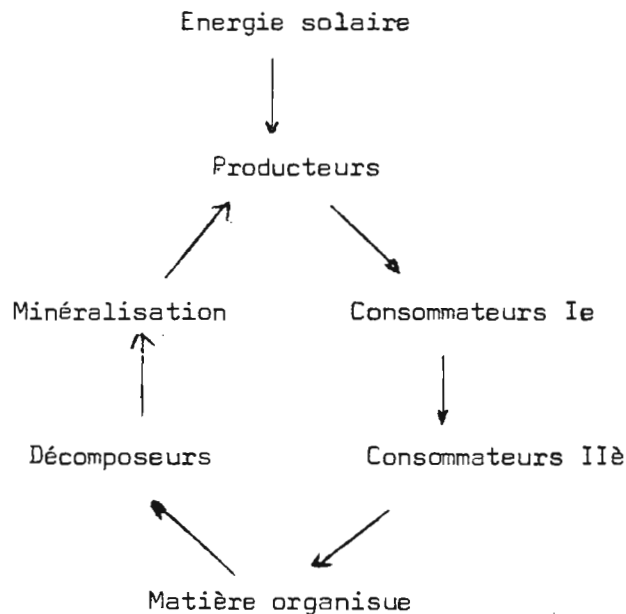 Energie solaire
Producteurs
Minéralisation
Consommateurs Ie
Décomposeurs
Consommateurs IIè
Matière organisue